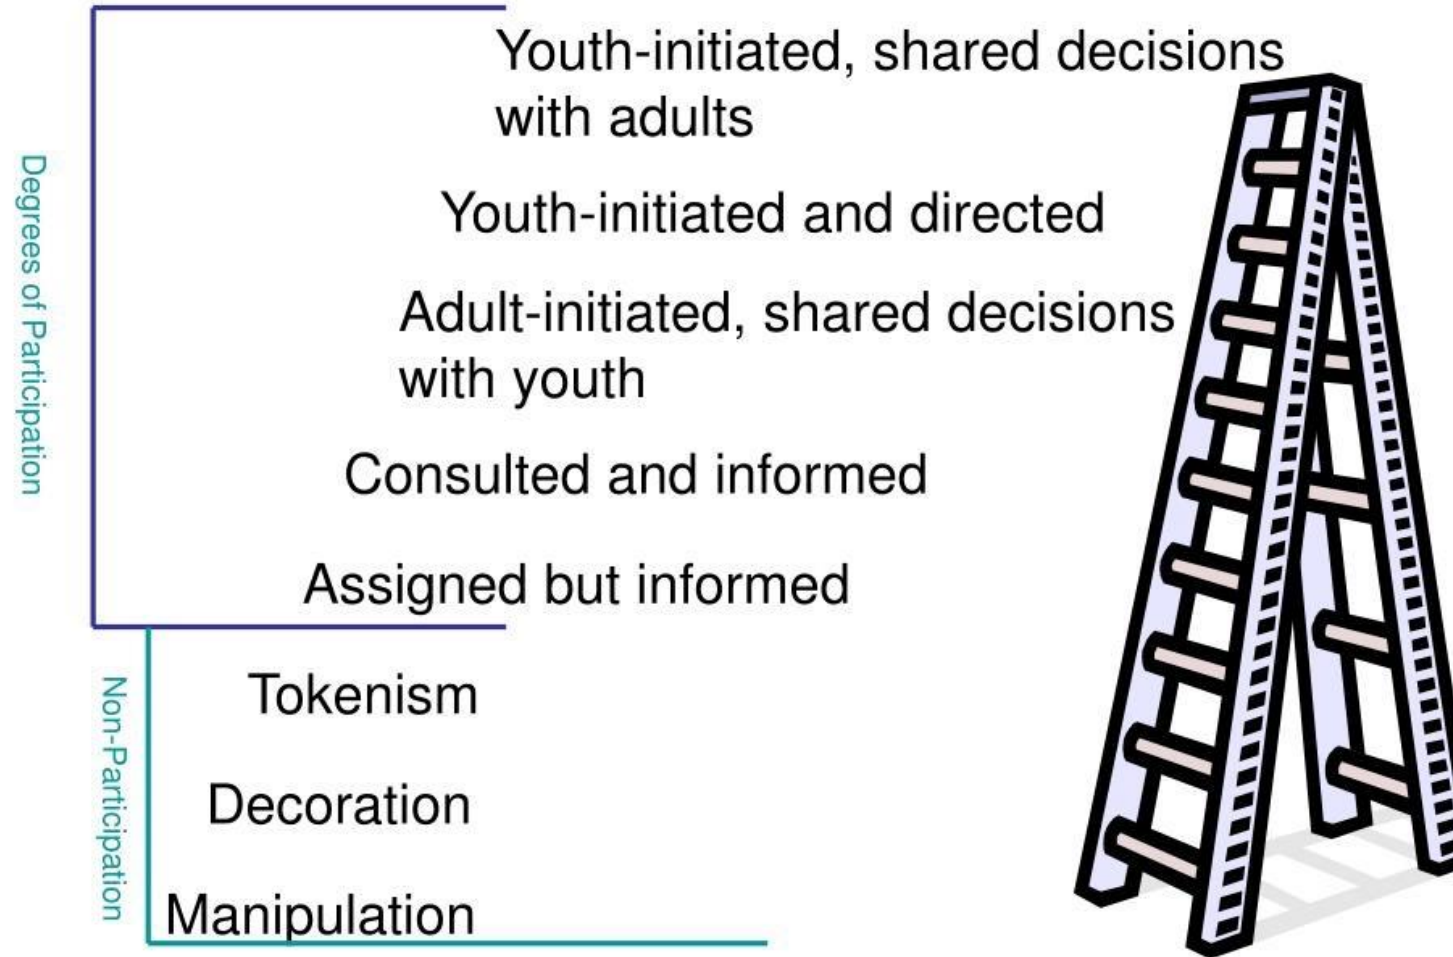 Youth-initiated, shared decisions
with adults
Youth-initiated and directed
Adult-initiated, shared decisions
with youth
Consulted and informed
Assigned but informed
Degrees of Participation
Tokenism
Decoration
Manipulation
Non-Participation